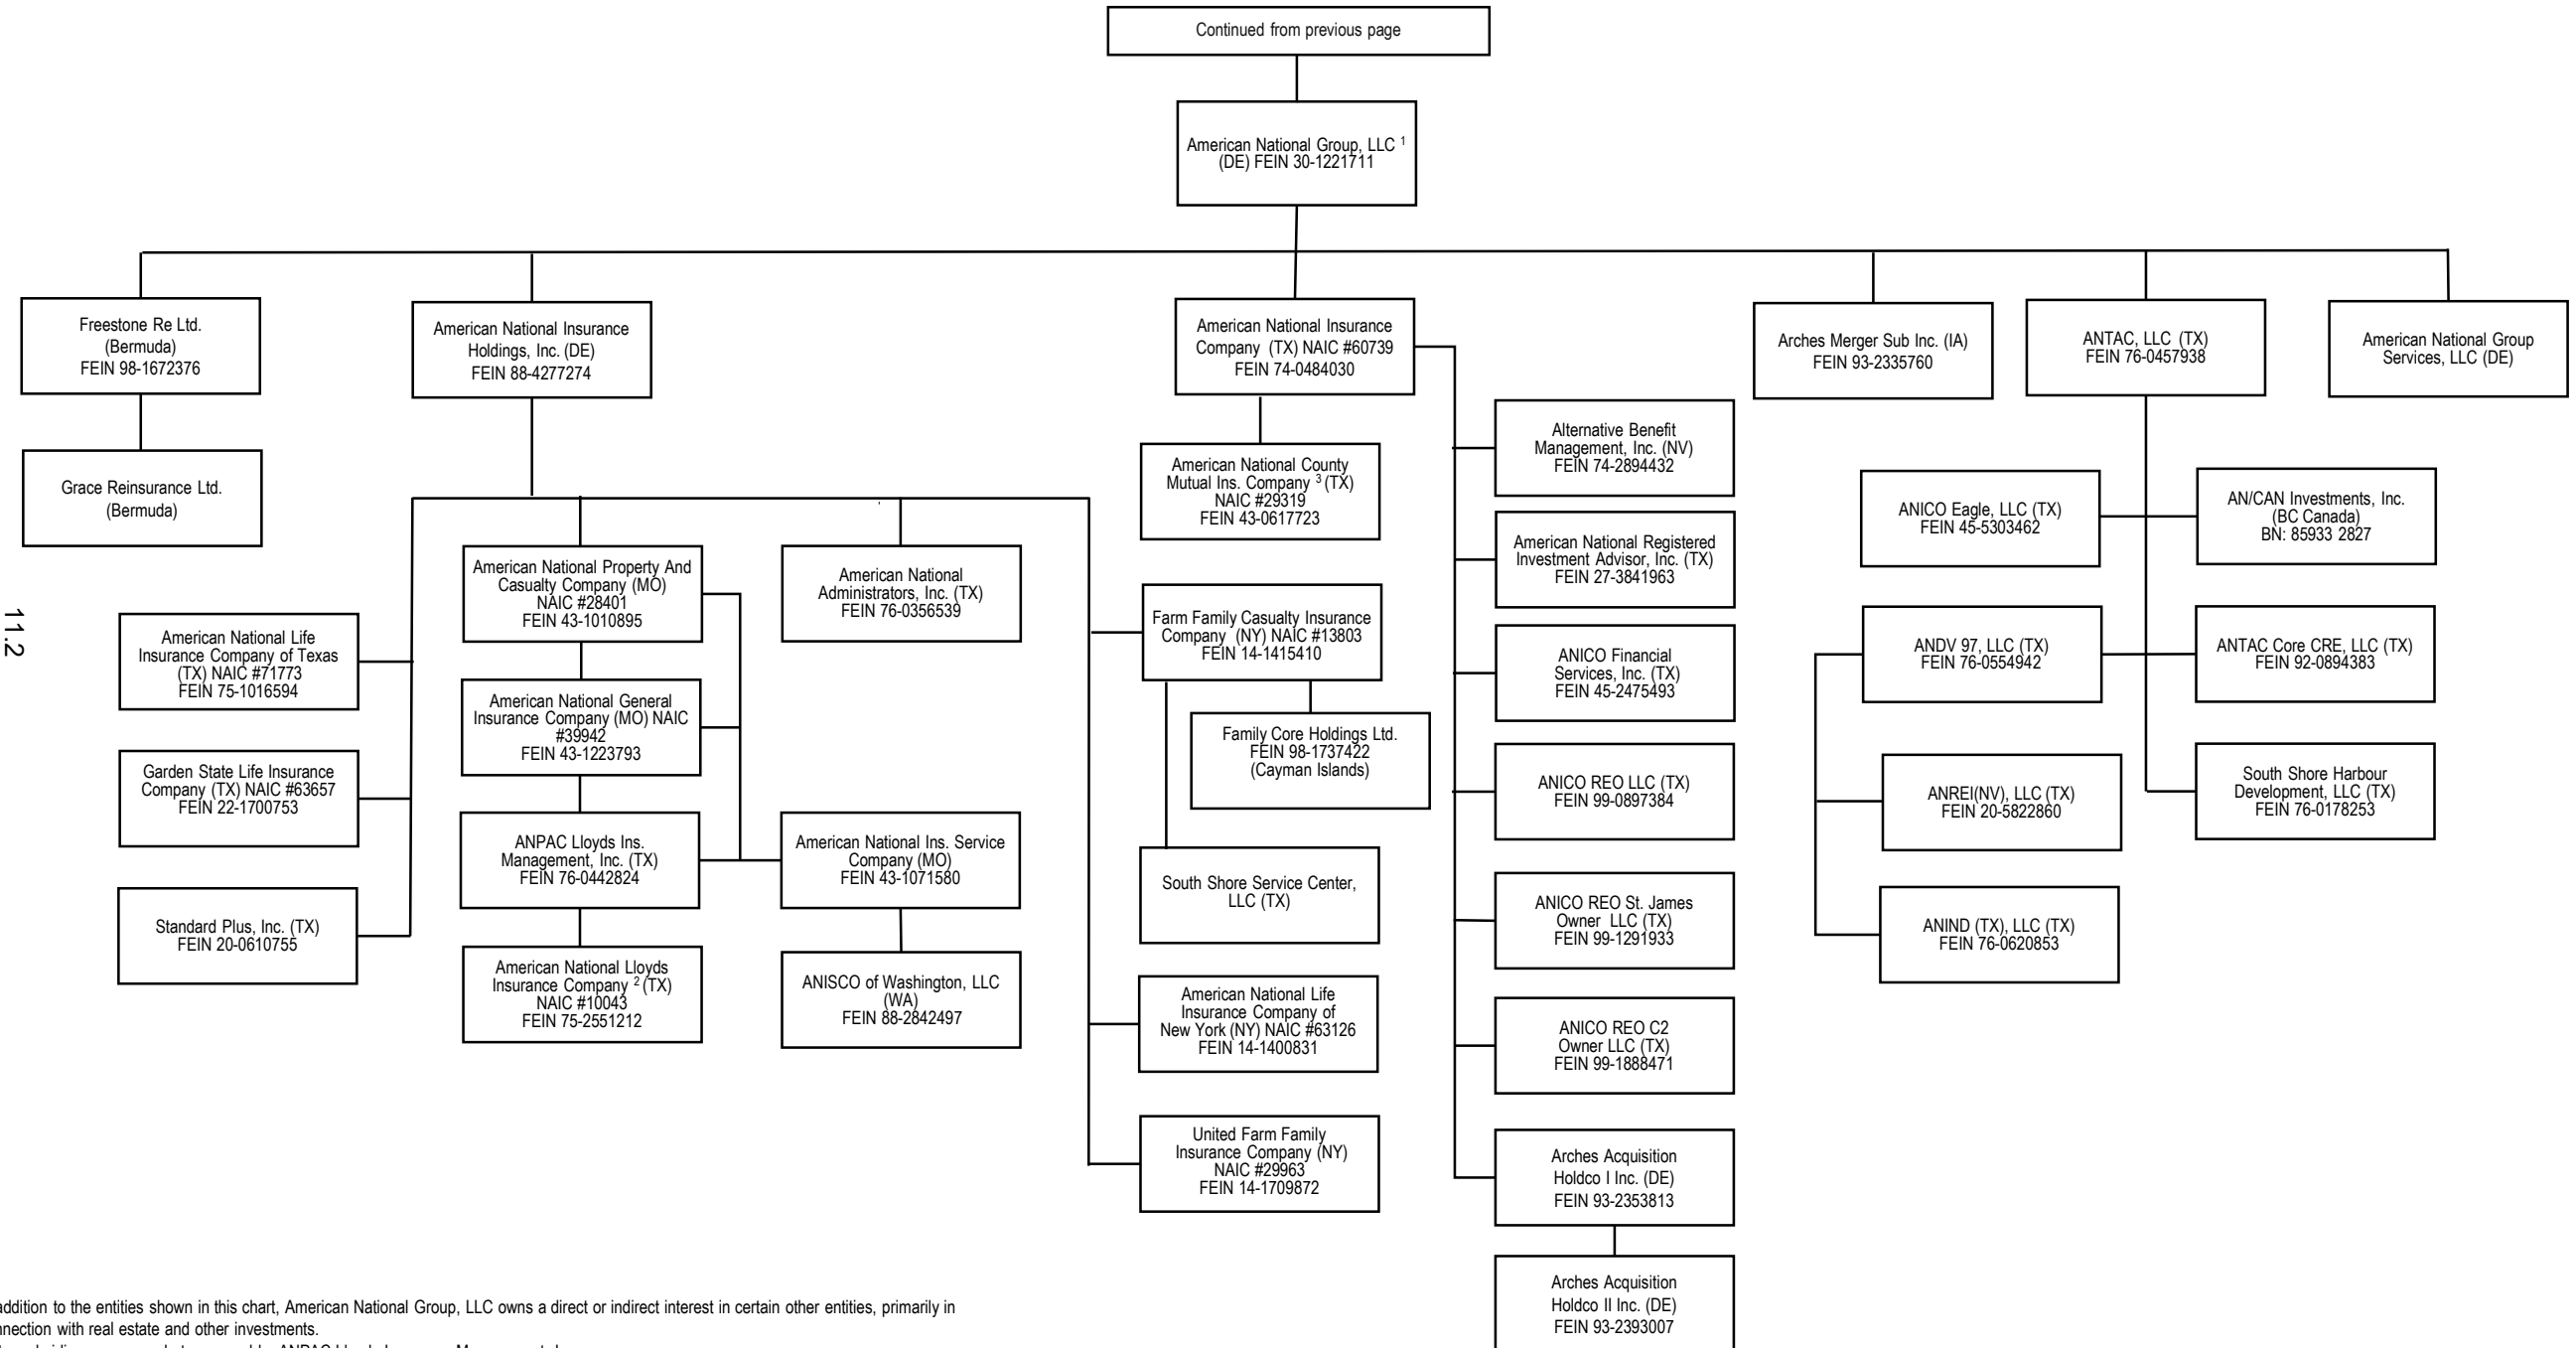 Continued from previous page
American National Group, LLC 1
(DE) FEIN 30-1221711
Freestone Re Ltd.
(Bermuda)
FEIN 98-1672376
American National Insurance
Holdings, Inc. (DE)
FEIN 88-4277274
American National Insurance
Company (TX) NAIC #60739
FEIN 74-0484030
Arches Merger Sub Inc. (IA)
FEIN 93-2335760
ANTAC, LLC (TX)
FEIN 76-0457938
American National Group
Services, LLC (DE)
Grace Reinsurance Ltd.
(Bermuda)
American National County
Mutual Ins. Company 3 (TX)
NAIC #29319
FEIN 43-0617723
Alternative Benefit
Management, Inc. (NV)
FEIN 74-2894432
ANICO Eagle, LLC (TX)
FEIN 45-5303462
AN/CAN Investments, Inc.
(BC Canada)
BN: 85933 2827
American National Property And
Casualty Company (MO)
NAIC #28401
FEIN 43-1010895
American National
Administrators, Inc. (TX)
FEIN 76-0356539
American National Registered
Investment Advisor, Inc. (TX)
FEIN 27-3841963
11.2
American National Life
Insurance Company of Texas
(TX) NAIC #71773
FEIN 75-1016594
Farm Family Casualty Insurance
Company (NY) NAIC #13803
FEIN 14-1415410
ANICO Financial
Services, Inc. (TX)
FEIN 45-2475493
ANDV 97, LLC (TX)
FEIN 76-0554942
ANTAC Core CRE, LLC (TX)
FEIN 92-0894383
American National General
Insurance Company (MO) NAIC
#39942
FEIN 43-1223793
Family Core Holdings Ltd.
FEIN 98-1737422
(Cayman Islands)
Garden State Life Insurance
Company (TX) NAIC #63657
FEIN 22-1700753
ANICO REO LLC (TX)
FEIN 99-0897384
ANREI(NV), LLC (TX)
FEIN 20-5822860
South Shore Harbour
Development, LLC (TX)
FEIN 76-0178253
ANPAC Lloyds Ins.
Management, Inc. (TX)
FEIN 76-0442824
American National Ins. Service
Company (MO)
FEIN 43-1071580
South Shore Service Center,
LLC (TX)
ANICO REO St. James
Owner LLC (TX)
FEIN 99-1291933
Standard Plus, Inc. (TX)
FEIN 20-0610755
ANIND (TX), LLC (TX)
FEIN 76-0620853
American National Lloyds
Insurance Company 2 (TX)
NAIC #10043
FEIN 75-2551212
ANISCO of Washington, LLC
(WA)
FEIN 88-2842497
American National Life
Insurance Company of
New York (NY) NAIC #63126
FEIN 14-1400831
ANICO REO C2
Owner LLC (TX)
FEIN 99-1888471
United Farm Family
Insurance Company (NY)
NAIC #29963
FEIN 14-1709872
Arches Acquisition
Holdco I Inc. (DE)
FEIN 93-2353813
Arches Acquisition
Holdco II Inc. (DE)
FEIN 93-2393007
addition to the entities shown in this chart, American National Group, LLC owns a direct or indirect interest in certain other entities, primarily in
nnection with real estate and other investments.